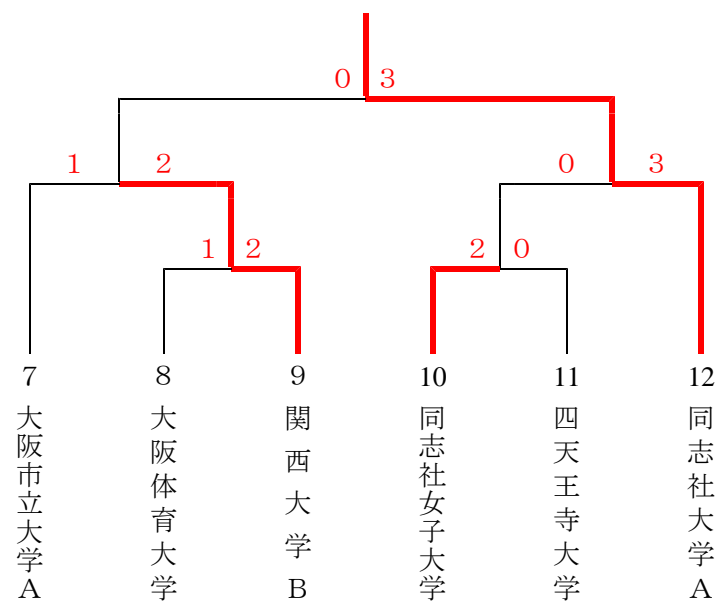 0 3
1 2
0 3
1 2
2 0
7 8 9 10 11 12
大阪市立大学A
大阪体育大学
関西大学B
同志社女子大学
四天王寺大学
同志社大学A